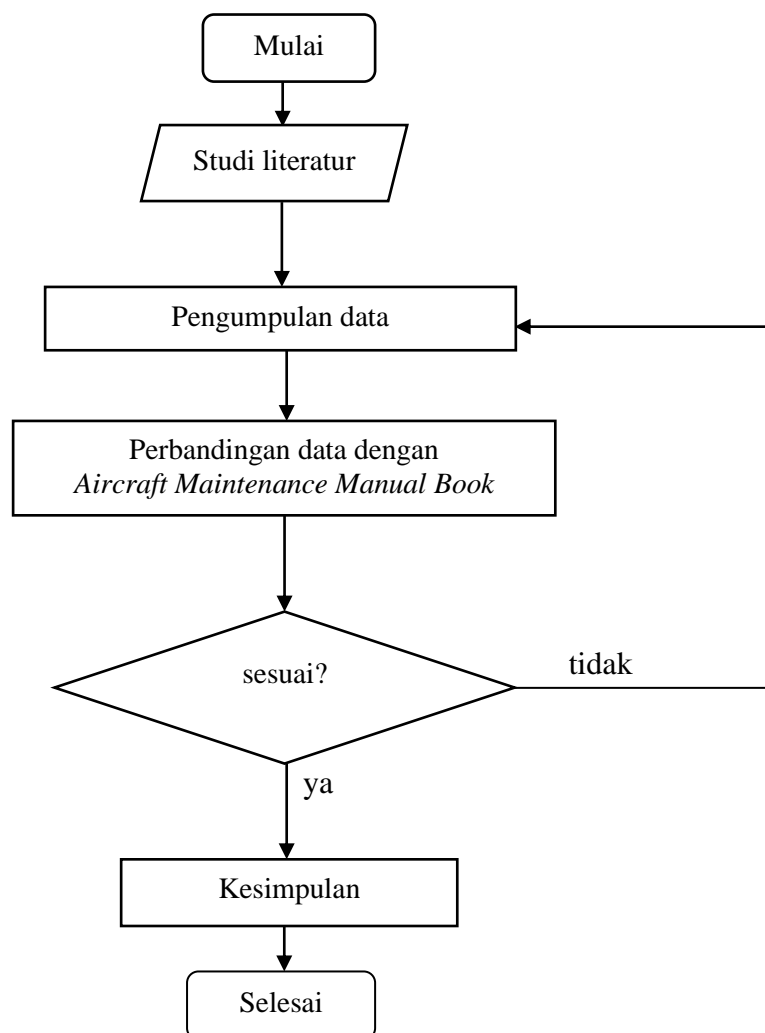 Mulai
Studi literatur
Pengumpulan data
Perbandingan data dengan
Aircraft Maintenance Manual Book
sesuai?
tidak
ya
Kesimpulan
Selesai